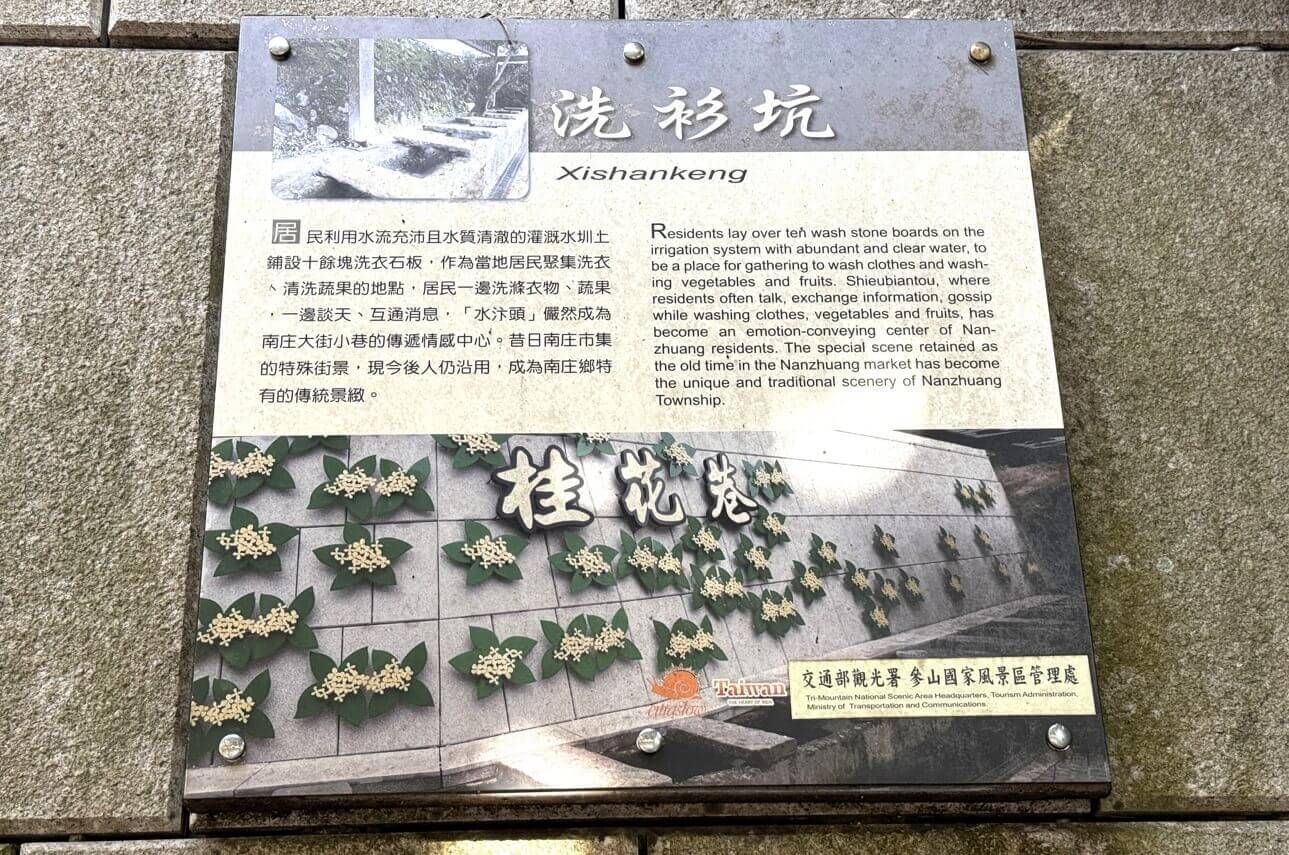 洗衫坑
Xishankeng
居民利用水流充沛且水質清澈的灌溉水圳土
鋪設十餘塊洗衣石板，作為當地居民聚集洗衣
、清洗蔬果的地點，居民一邊洗滌衣物、蔬果
，一邊談天、互通消息，「水汴頭」儼然成為
南庄大街小巷的傳遞情感中心。昔日南庄市集
的特殊街景，現今後人仍沿用，成為南庄鄉特
有的傳統景緻。
Residents lay over ten wash stone boards on the
irrigation system with abundant and clear water, to
be a place for gathering to wash clothes and wash-
ing vegetables and fruits. Shieubiantou, where
residents often talk, exchange information, gossip
while washing clothes, vegetables and fruits, has
become an emotion-conveying center of Nan-
zhuang residents. The special scene retained as
the old time in the Nanzhuang market has become
the unique and traditional scenery of Nanzhuang
Township.
桂花巷
cittaslow
Taiwan
THE HEART OF ASIA
交通部觀光署 參山國家風景區管理處
Tri-Mountain National Scenic Area Headquarters, Tourism Administration,
Ministry of Transportation and Communications.